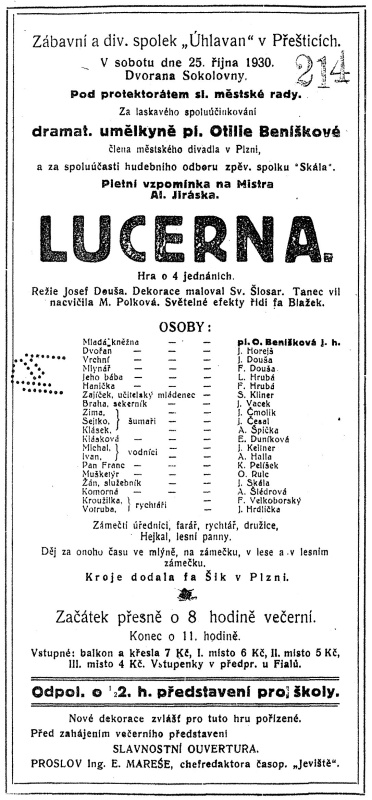 Zábavní a div. spolek „Úhlavan" v Přešticích.
V sobotu dne 25. října 1930.
Dvorana Sokolovny.
214
Pod protektorátem sl. městské rady.
Za laskavého spoluúčinkování
dramat. umělkyně pí. Otilie Beníškové
člena městského divadla v Plzni,
a za spoluúčasti hudebního odboru zpěv. spolku "Skála".
Pietní vzpomínka na Mistra
Al. Jiráska.
LUCERNA.
Hra o 4 jednáních.
Režie Josef Douša. Dekorace maloval Sv. Šlosar. Tanec vil
nacvičila M. Polková. Světelné efekty řídí fa Blažek.
OSOBY:
Mladá kněžna — — pí. O. Beníšková j. h.
Dvořan — — — J. Horejš
Vrchní — — — J. Douša
Mlynář — — — F. Douša
Jeho bába — — — L. Hrubá
Hanička — — — F. Hrubá
Zajíček, učitelský mládenec — S. Kliner
Braha, sekerník — — J. Vacek
Zima, } — — J. Čmolík
Sejtko, } šumaři — — J. Česal
Klásek, } — — A. Špička
Klásková — — — E. Duníková
Michal, } vodníci — — J. Kellner
Ivan, } — — A. Halla
Pan Franc — — — K. Pelíšek
Mušketýr — — — O. Rulc
Žán, služebník — — J. Skála
Komorná — — — A. Šlédrová
Kroužilka, } rychtáři — — F. Velkoborský
Votruba, } — — J. Hrdlička
Zámečtí úředníci, farář, rychtář, družice,
Hejkal, lesní panny.
Děj za onoho času ve mlýně, na zámečku, v lese a v lesním
zámečku.
Kroje dodala fa Šik v Plzni.
Začátek přesně o 8 hodině večerní.
Konec o 11. hodině.
Vstupné: balkon a křesla 7 Kč, I. místo 6 Kč, II. místo 5 Kč,
III. místo 4 Kč. Vstupenky v předpr. u Fialů.
Odpol. o ½2. h. představení pro školy.
Nové dekorace zvlášť pro tuto hru pořízené.
Před zahájením večerního představení
SLAVNOSTNÍ OUVERTURA.
PROSLOV Ing. E. MAREŠE, chefredaktora časop. „Jeviště".